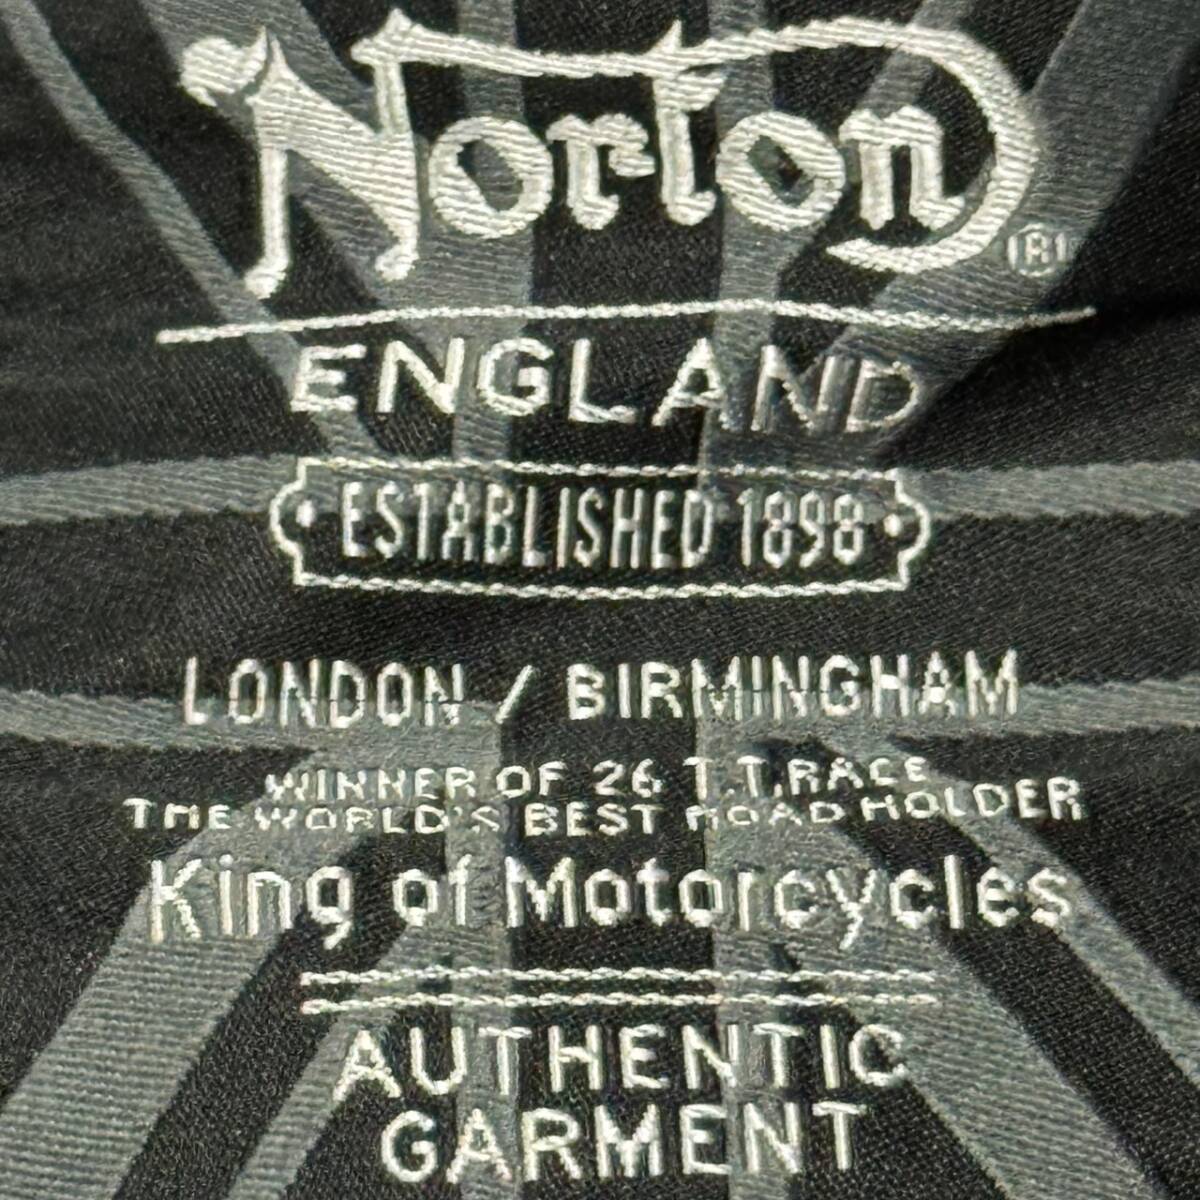 Norton®
ENGLAND
ESTABLISHED 1898
LONDON / BIRMINGHAM
WINNER OF 26 T.T.RACE
THE WORLD'S BEST ROAD HOLDER
King of Motorcycles
AUTHENTIC
GARMENT